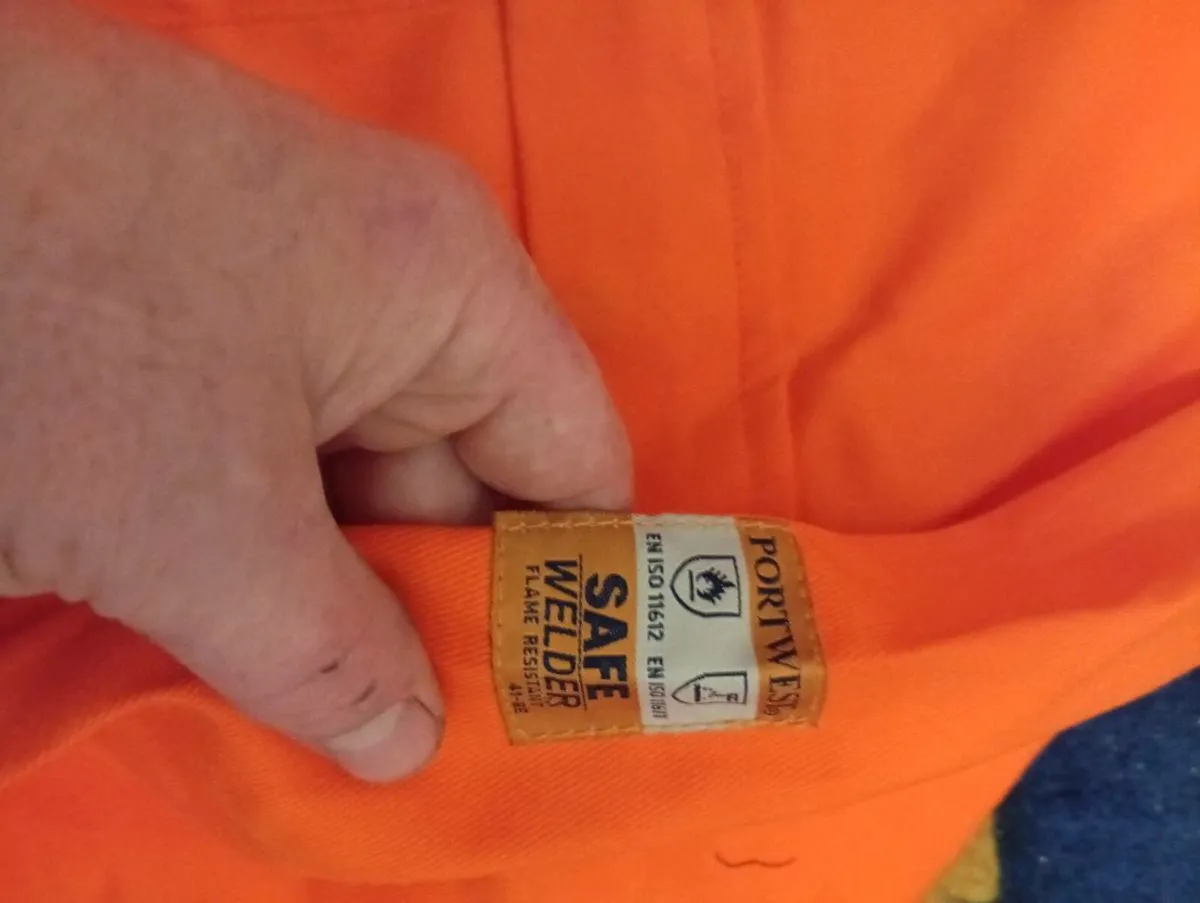 PORTWEST®
EN ISO 11612 EN ISO 11611
SAFE
WELDER
FLAME RESISTANT